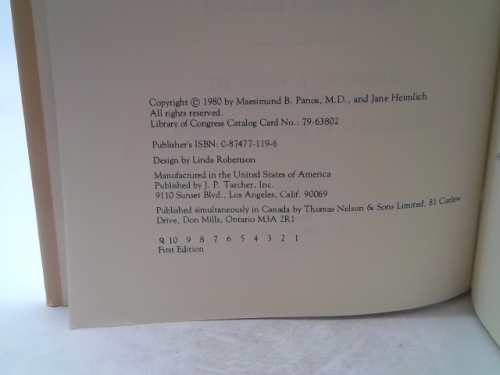 Copyright © 1980 by Maesimund B. Panos, M.D., and Jane Heimlich
All rights reserved.
Library of Congress Catalog Card No.: 79-63802
Publisher's ISBN: 0-87477-119-6
Design by Linda Robertson
Manufactured in the United States of America
Published by J. P. Tarcher, Inc.
9110 Sunset Blvd., Los Angeles, Calif. 90069
Published simultaneously in Canada by Thomas Nelson & Sons Limited, 81 Curlew
Drive, Don Mills, Ontario M3A 2R1
Q 10 9 8 7 6 5 4 3 2 1
First Edition